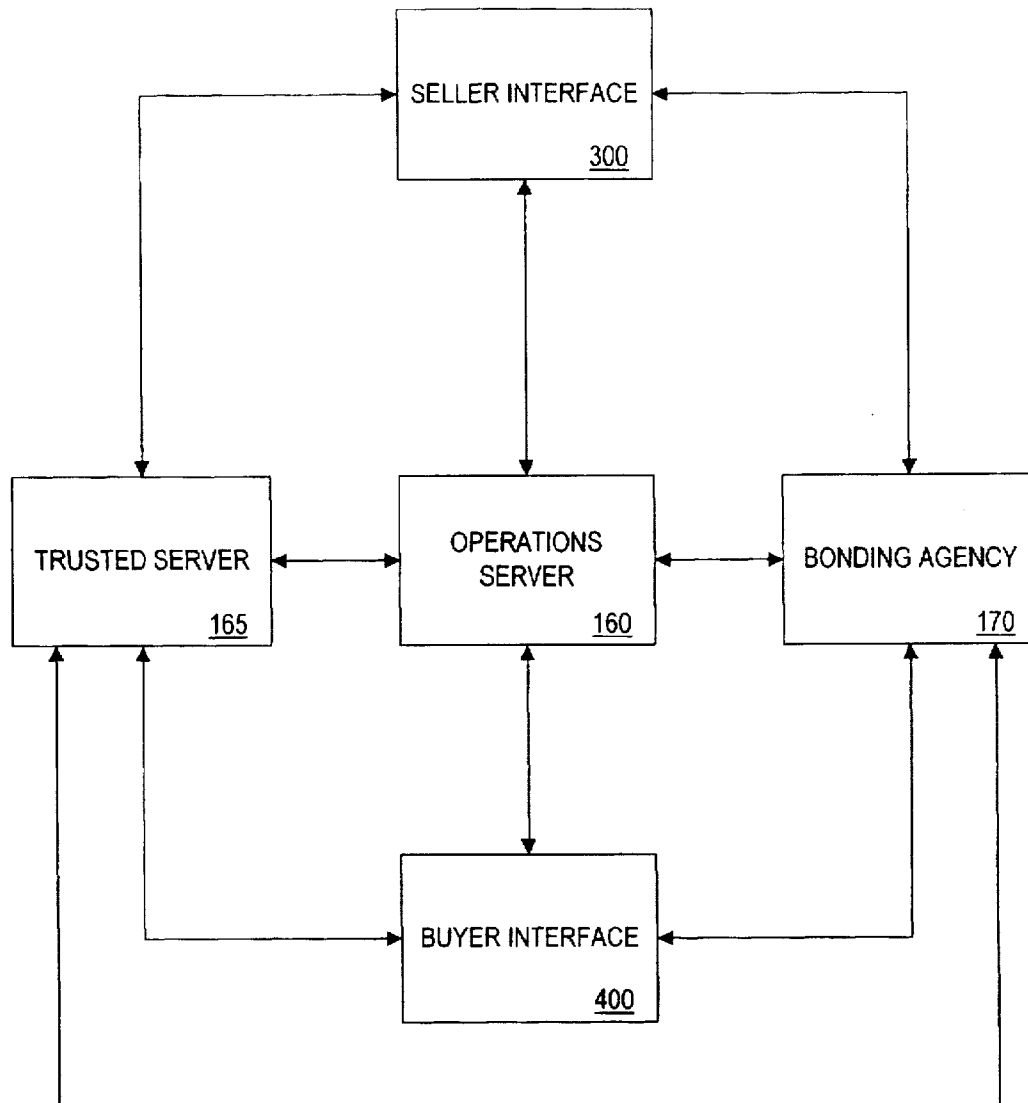 SELLER INTERFACE
300
TRUSTED SERVER
165
OPERATIONS
SERVER
160
BONDING AGENCY
170
BUYER INTERFACE
400